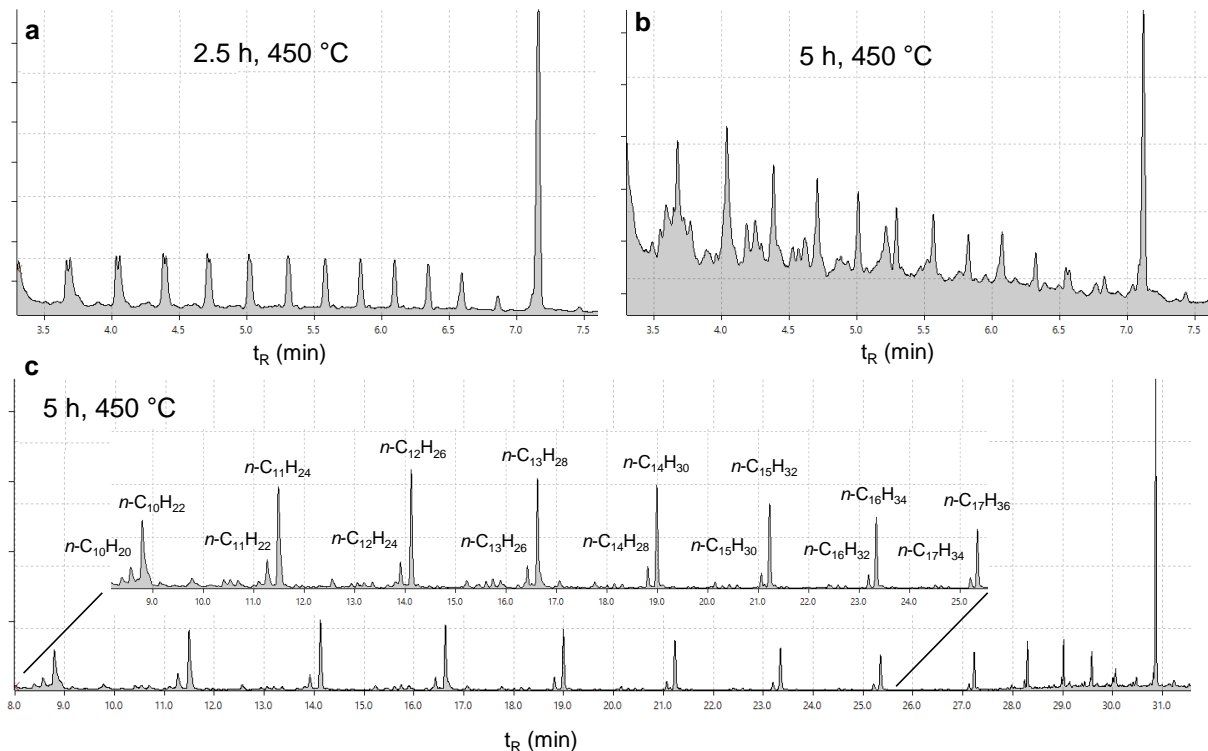 a
2.5 h, 450 °C
3.5 4.0 4.5 5.0 5.5 6.0 6.5 7.0 7.5
tR (min)
b
5 h, 450 °C
3.5 4.0 4.5 5.0 5.5 6.0 6.5 7.0 7.5
tR (min)
c
5 h, 450 °C
n-C10H20
n-C10H22
n-C11H22
n-C11H24
n-C12H24
n-C12H26
n-C13H26
n-C13H28
n-C14H28
n-C14H30
n-C15H30
n-C15H32
n-C16H32
n-C16H34
n-C17H34
n-C17H36
9.0 10.0 11.0 12.0 13.0 14.0 15.0 16.0 17.0 18.0 19.0 20.0 21.0 22.0 23.0 24.0 25.0
8.0 9.0 10.0 11.0 12.0 13.0 14.0 15.0 16.0 17.0 18.0 19.0 20.0 21.0 22.0 23.0 24.0 25.0 26.0 27.0 28.0 29.0 30.0 31.0
tR (min)